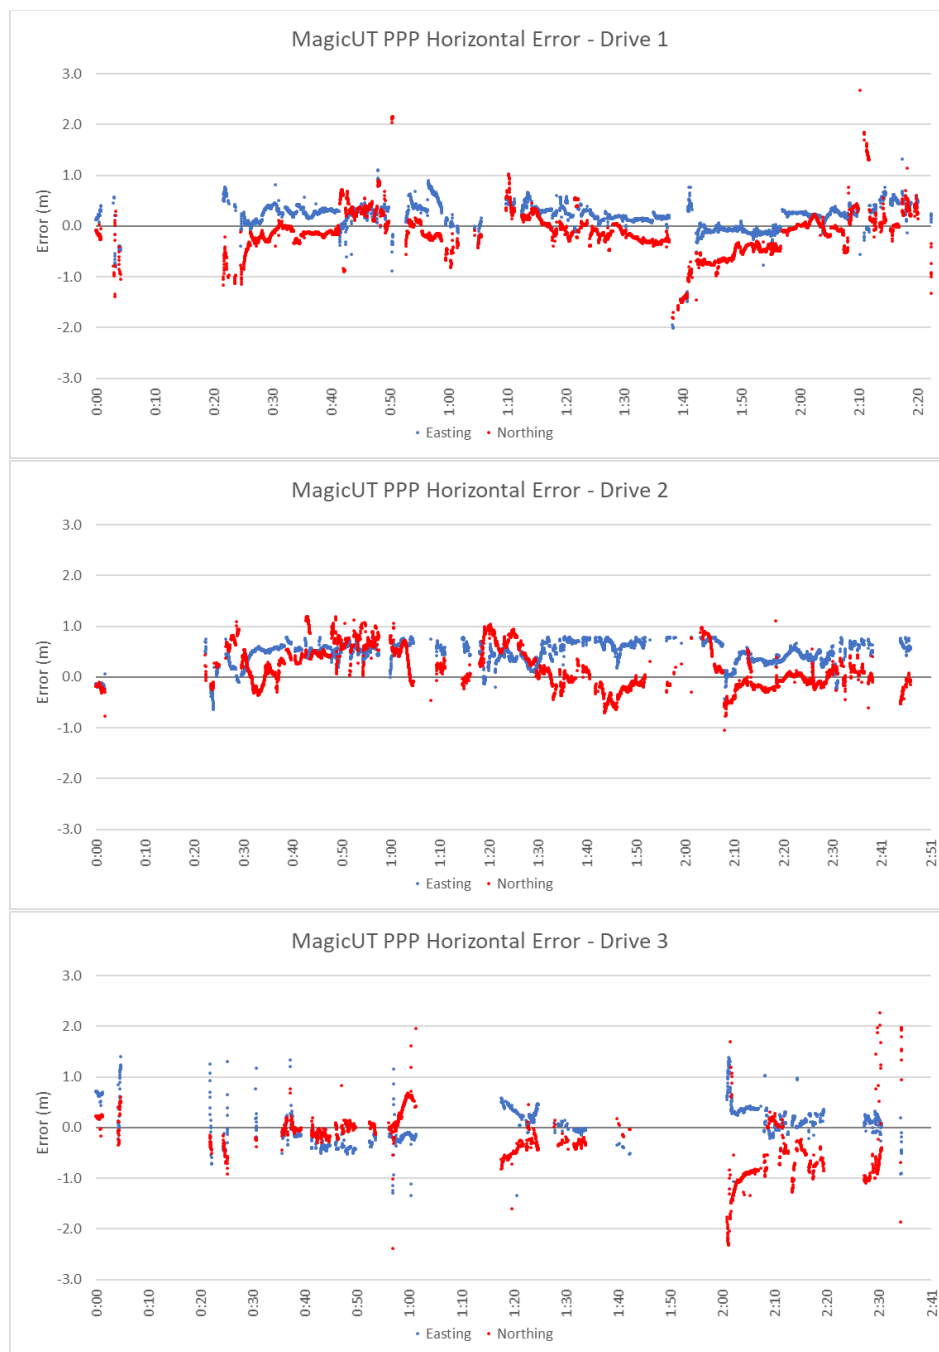 MagicUT PPP Horizontal Error - Drive 1
3.0
2.0
1.0
0.0
-1.0
-2.0
-3.0
Error (m)
0:00 0:10 0:20 0:30 0:40 0:50 1:00 1:10 1:20 1:30 1:40 1:50 2:00 2:10 2:20
Easting Northing
MagicUT PPP Horizontal Error - Drive 2
3.0
2.0
1.0
0.0
-1.0
-2.0
-3.0
Error (m)
0:00 0:10 0:20 0:30 0:40 0:50 1:00 1:10 1:20 1:30 1:40 1:50 2:00 2:10 2:20 2:30 2:41 2:51
Easting Northing
MagicUT PPP Horizontal Error - Drive 3
3.0
2.0
1.0
0.0
-1.0
-2.0
-3.0
Error (m)
0:00 0:10 0:20 0:30 0:40 0:50 1:00 1:10 1:20 1:30 1:40 1:50 2:00 2:10 2:20 2:30 2:41
Easting Northing